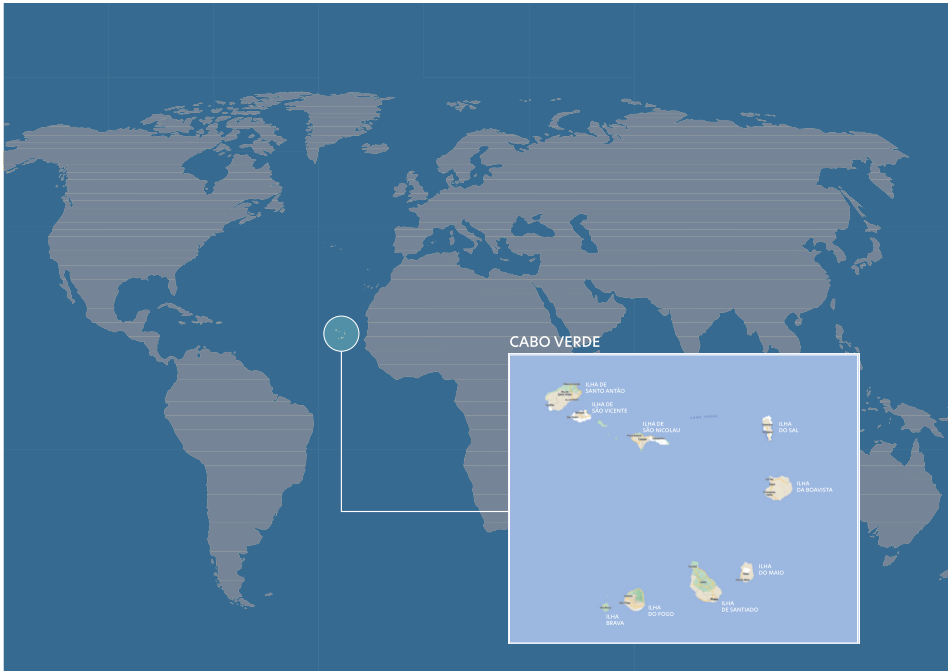 CABO VERDE
ILHA DE
SANTO ANTÃO
ILHA DE
SÃO VICENTE
ILHA DE
SÃO NICOLAU
ILHA
DO SAL
ILHA
DA BOAVISTA
ILHA
DO MAIO
ILHA
DE SANTIADO
ILHA
DO FOGO
ILHA
BRAVA